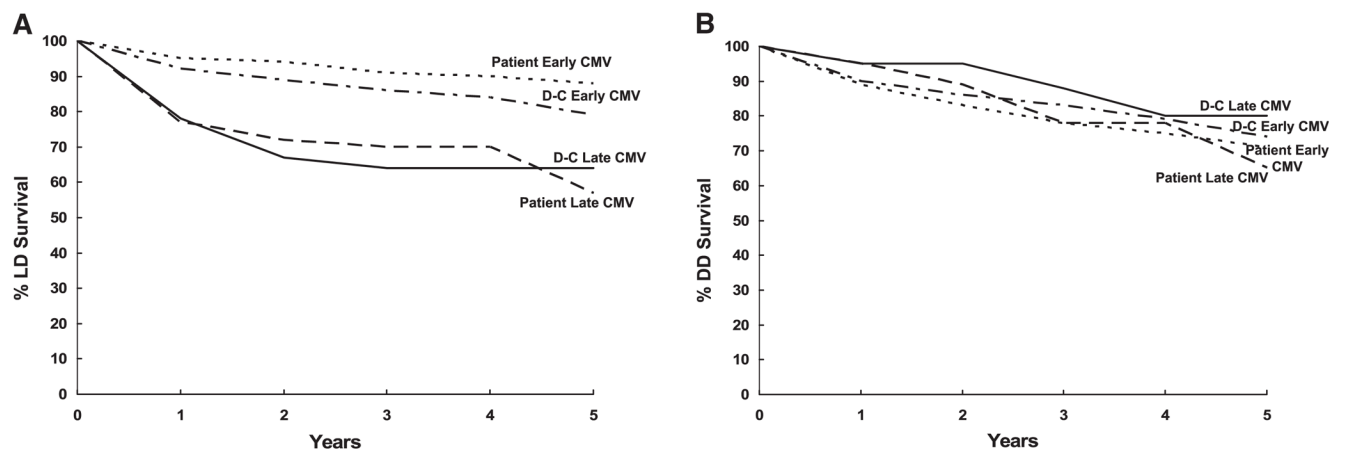 A
% LD Survival
100
90
80
70
60
50
40
30
20
10
0
0 1 2 3 4 5
Years
Patient Early CMV
D-C Early CMV
D-C Late CMV
Patient Late CMV
B
% DD Survival
100
90
80
70
60
50
40
30
20
10
0
0 1 2 3 4 5
Years
D-C Late CMV
D-C Early CMV
Patient Early
CMV
Patient Late CMV